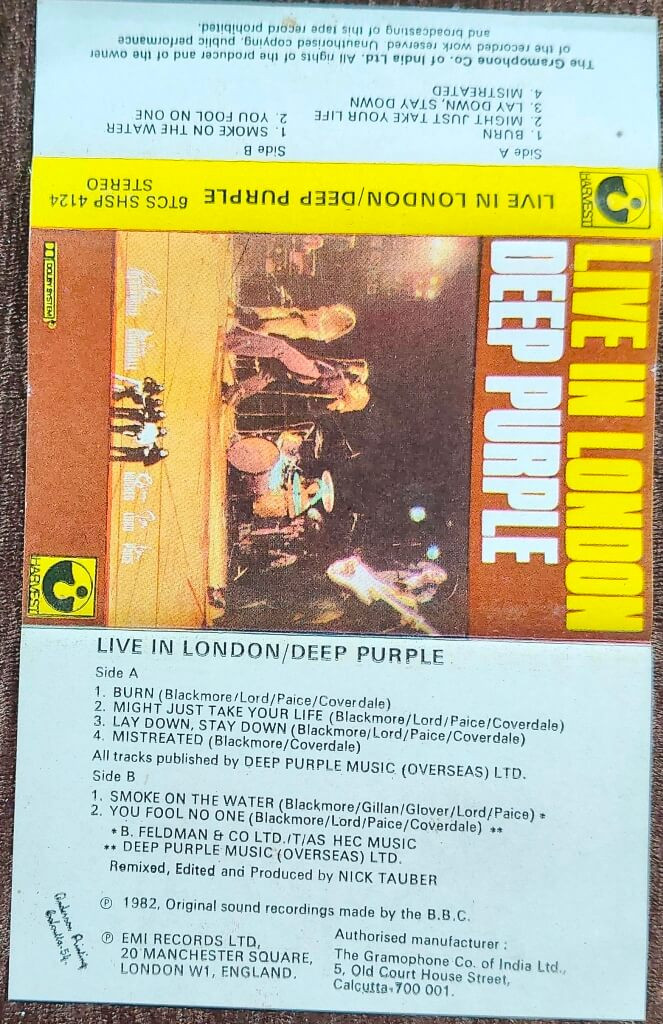 The Gramophone Co. of India Ltd. All rights of the producer and of the owner
of the recorded work reserved. Unauthorised copying, public performance
and broadcasting of this tape record prohibited.
Side A
1. BURN
2. MIGHT JUST TAKE YOUR LIFE
3. LAY DOWN, STAY DOWN
4. MISTREATED
Side B
1. SMOKE ON THE WATER
2. YOU FOOL NO ONE
HARVEST
LIVE IN LONDON/DEEP PURPLE
6TCS SHSP 4124
STEREO
LIVE IN LONDON
DEEP PURPLE
DOLBY SYSTEM
HARVEST
LIVE IN LONDON/DEEP PURPLE
Side A
1. BURN (Blackmore/Lord/Paice/Coverdale)
2. MIGHT JUST TAKE YOUR LIFE (Blackmore/Lord/Paice/Coverdale)
3. LAY DOWN, STAY DOWN (Blackmore/Lord/Paice/Coverdale)
4. MISTREATED (Blackmore/Coverdale)
All tracks published by DEEP PURPLE MUSIC (OVERSEAS) LTD.
Side B
1. SMOKE ON THE WATER (Blackmore/Gillan/Glover/Lord/Paice) *
2. YOU FOOL NO ONE (Blackmore/Lord/Paice/Coverdale) **
* B. FELDMAN & CO LTD./T/AS HEC MUSIC
** DEEP PURPLE MUSIC (OVERSEAS) LTD.
Remixed, Edited and Produced by NICK TAUBER
Ⓟ 1982, Original sound recordings made by the B.B.C.
Ⓟ EMI RECORDS LTD,
20 MANCHESTER SQUARE,
LONDON W1, ENGLAND.
Authorised manufacturer :
The Gramophone Co. of India Ltd.,
5, Old Court House Street,
Calcutta-700 001.
Anderson Printing
Calcutta-54.